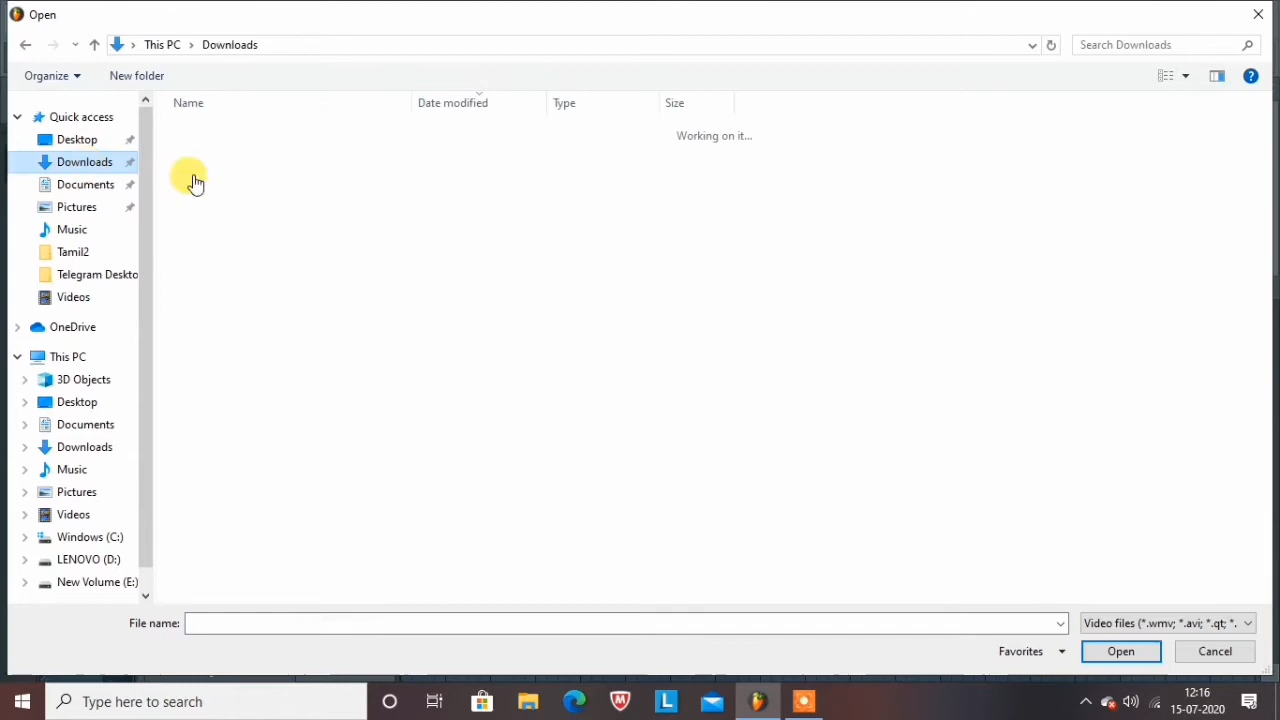 Open
This PC > Downloads
Search Downloads
Organize
New folder
Name
Date modified
Type
Size
Working on it...
Quick access
Desktop
Downloads
Documents
Pictures
Music
Tamil2
Telegram Deskto
Videos
OneDrive
This PC
3D Objects
Desktop
Documents
Downloads
Music
Pictures
Videos
Windows (C:)
LENOVO (D:)
New Volume (E:)
File name:
Video files (*.wmv; *.avi; *.qt; *.
Favorites
Open
Cancel
Type here to search
12:16
15-07-2020